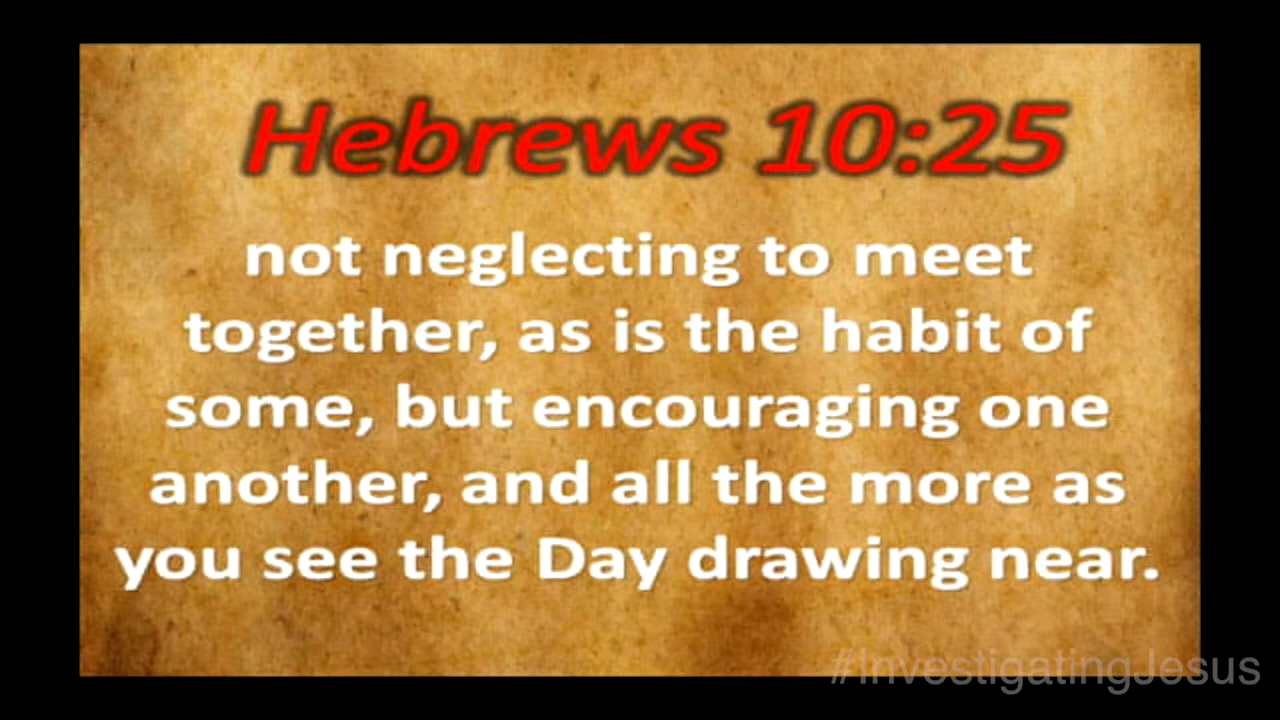 Hebrews 10:25
not neglecting to meet
together, as is the habit of
some, but encouraging one
another, and all the more as
you see the Day drawing near.
#InvestigatingJesus